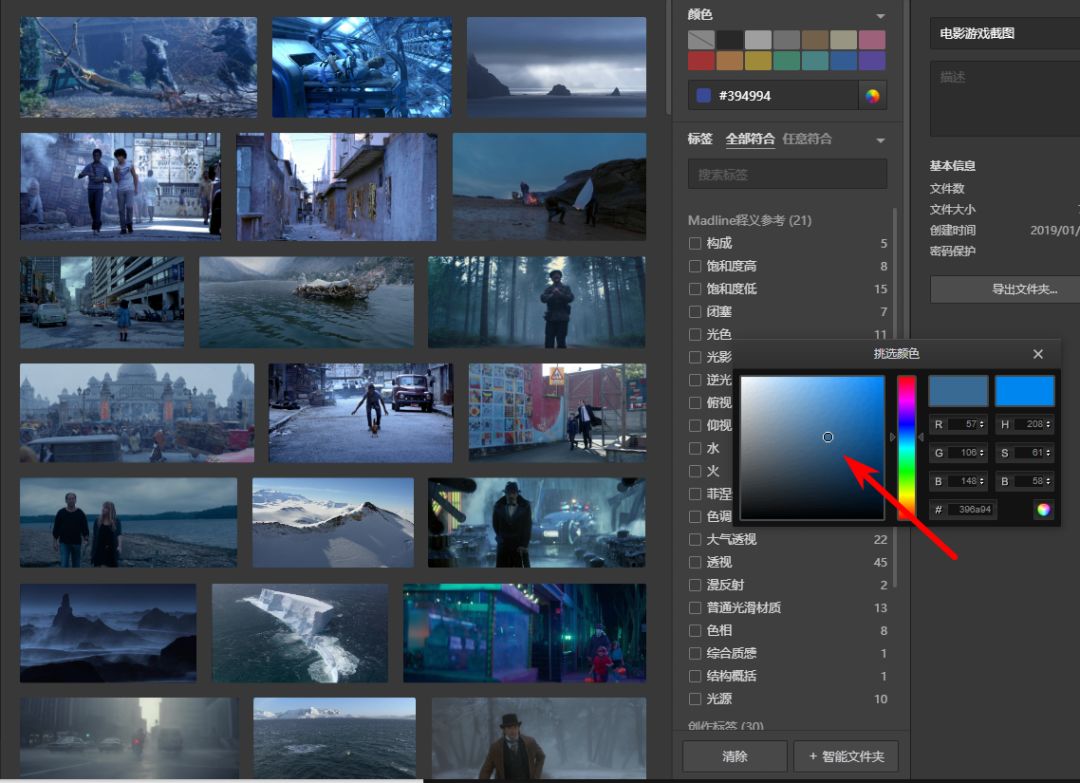 颜色
#394994
标签 全部符合 任意符合
搜索标签
Madline释义参考 (21)
构成 5
饱和度高 8
饱和度低 15
闭塞 7
光色 11
光影
逆光
俯视
仰视
水
火
菲涅
色调
大气透视 22
透视 45
漫反射 2
普通光滑材质 13
色相 8
综合质感 1
结构概括 1
光源 10
创作标签 (30)
清除 + 智能文件夹
挑选颜色
R 57 H 208
G 106 S 61
B 148 B 58
# 396a94
电影游戏截图
描述
基本信息
文件数
文件大小
创建时间 2019/01/
密码保护
导出文件夹...